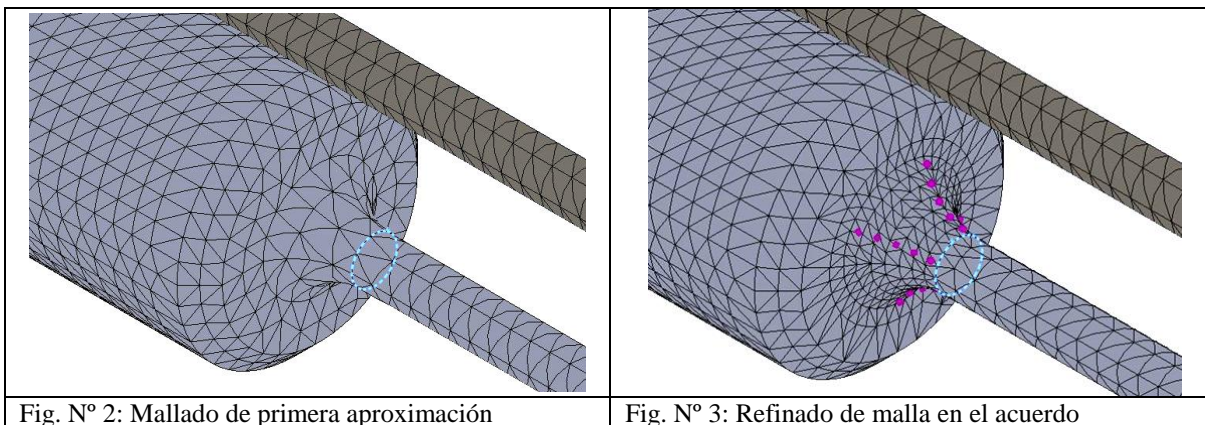 Fig. Nº 2: Mallado de primera aproximación
Fig. Nº 3: Refinado de malla en el acuerdo